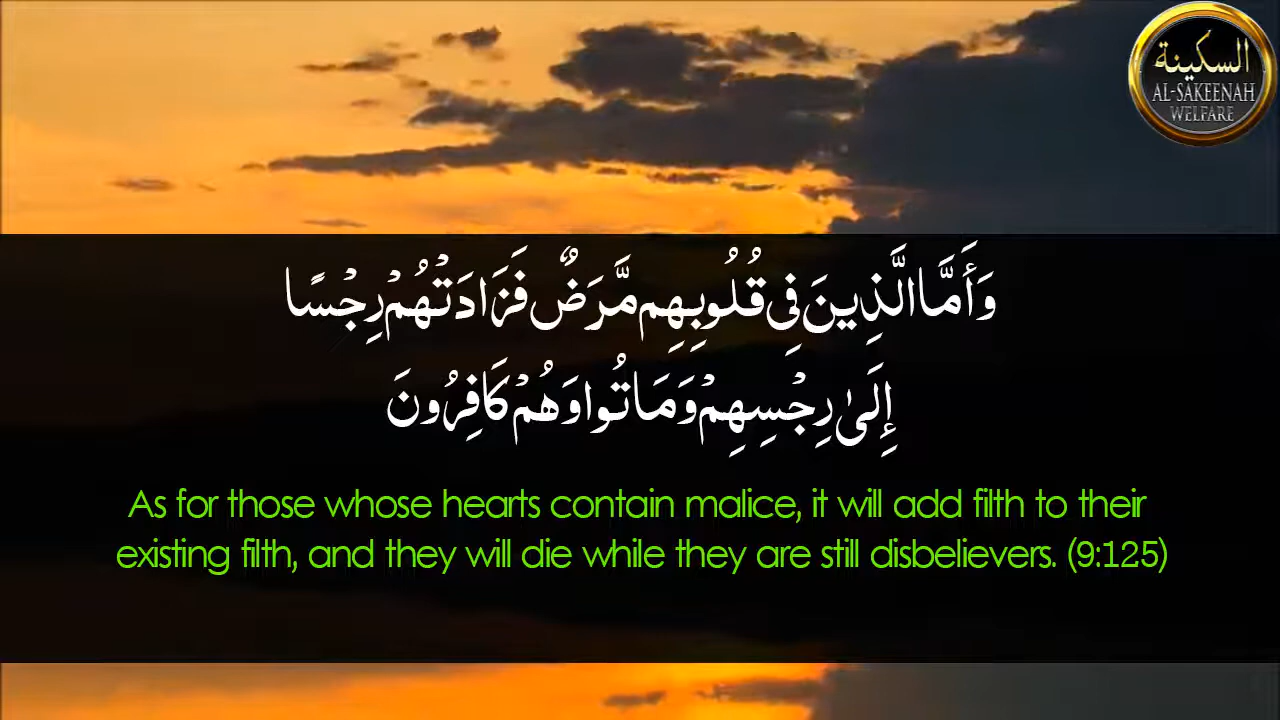 السكينة
AL-SAKEENAH
WELFARE
وَأَمَّا الَّذِينَ فِى قُلُوبِهِم مَّرَضٌ فَزَادَتْهُمْ رِجْسًا
إِلَىٰ رِجْسِهِمْ وَمَاتُوا وَهُمْ كَافِرُونَ
As for those whose hearts contain malice, it will add filth to their
existing filth, and they will die while they are still disbelievers. (9:125)